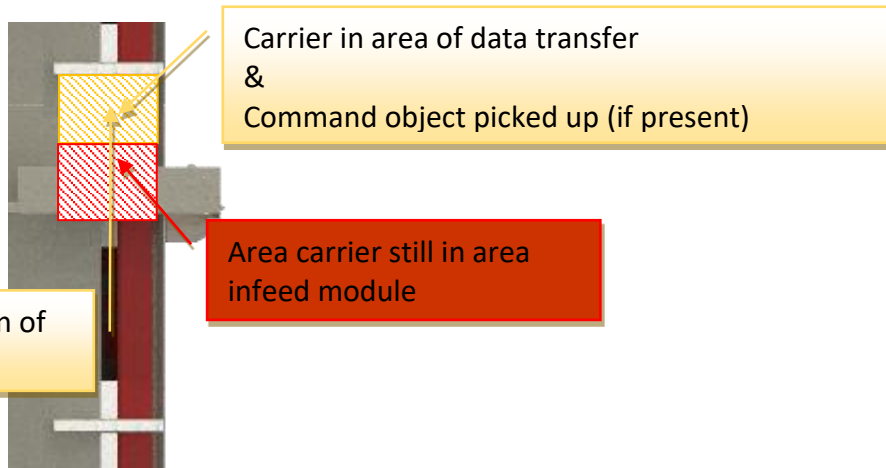 Carrier in area of data transfer
&
Command object picked up (if present)
Area carrier still in area
infeed module
of